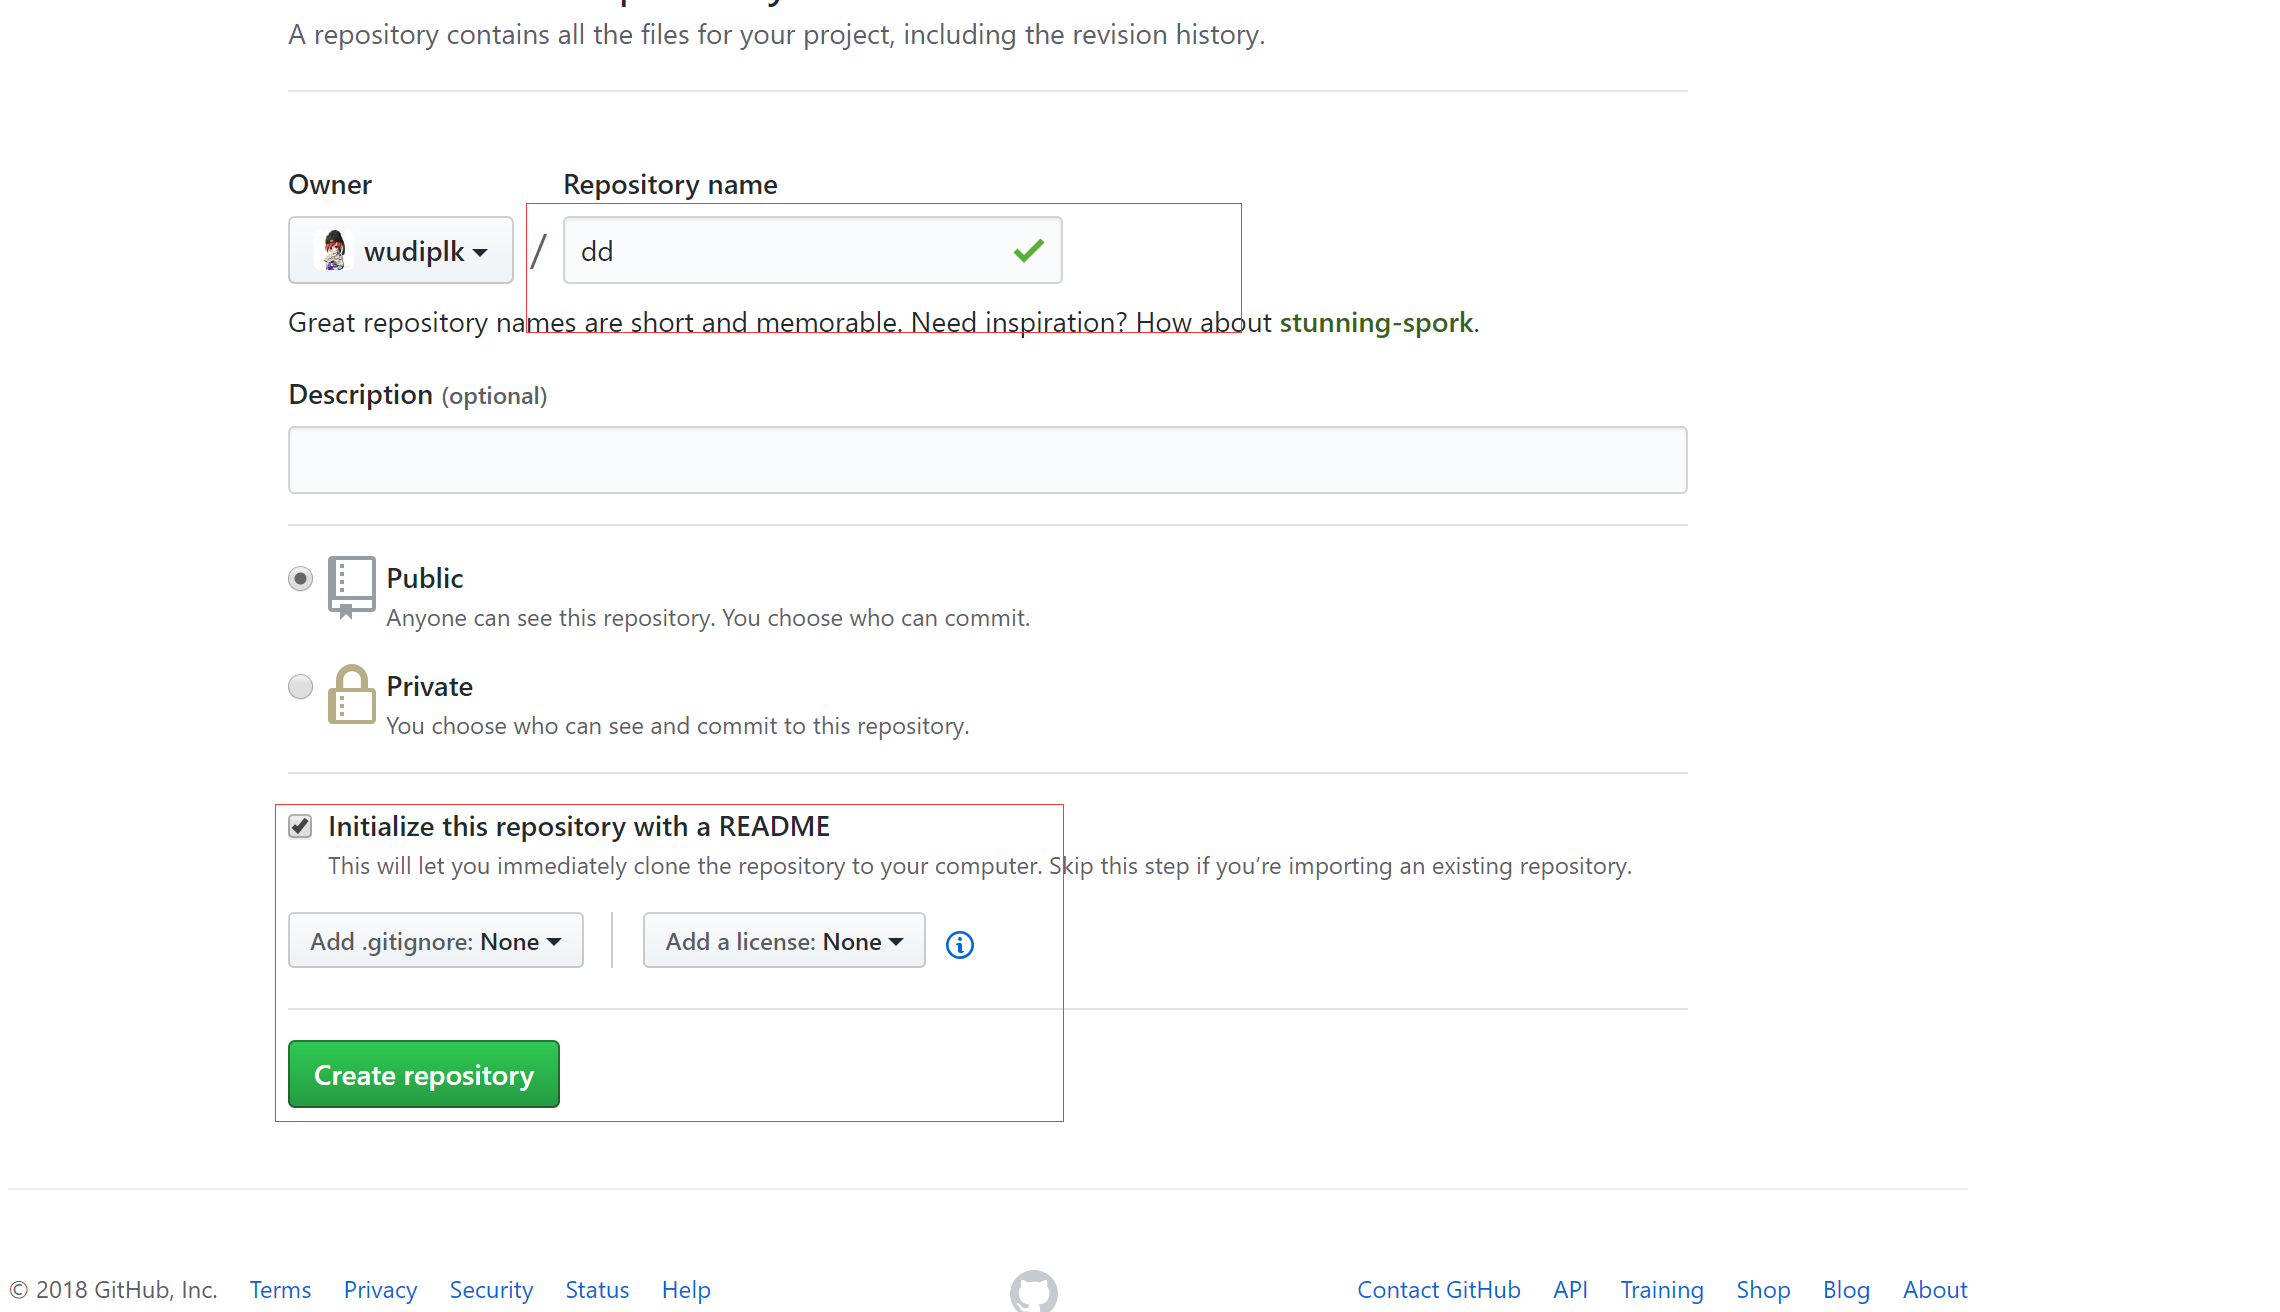 A repository contains all the files for your project, including the revision history.
Owner
Repository name
wudiplk
/
dd
Great repository names are short and memorable. Need inspiration? How about stunning-spork.
Description (optional)
Public
Anyone can see this repository. You choose who can commit.
Private
You choose who can see and commit to this repository.
Initialize this repository with a README
This will let you immediately clone the repository to your computer. Skip this step if you’re importing an existing repository.
Add .gitignore: None
Add a license: None
Create repository
© 2018 GitHub, Inc. Terms Privacy Security Status Help
Contact GitHub API Training Shop Blog About